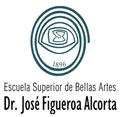 1896
Escuela Superior de Bellas Artes
Dr. José Figueroa Alcorta